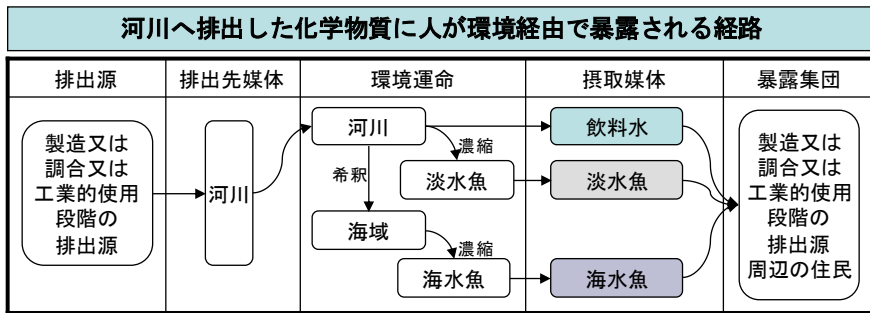 河川へ排出した化学物質に人が環境経由で暴露される経路
排出源
排出先媒体
環境運命
摂取媒体
暴露集団
製造又は
調合又は
工業的使用
段階の
排出源
河川
河川
濃縮
希釈
淡水魚
海域
濃縮
海水魚
飲料水
淡水魚
海水魚
製造又は
調合又は
工業的使用
段階の
排出源
周辺の住民